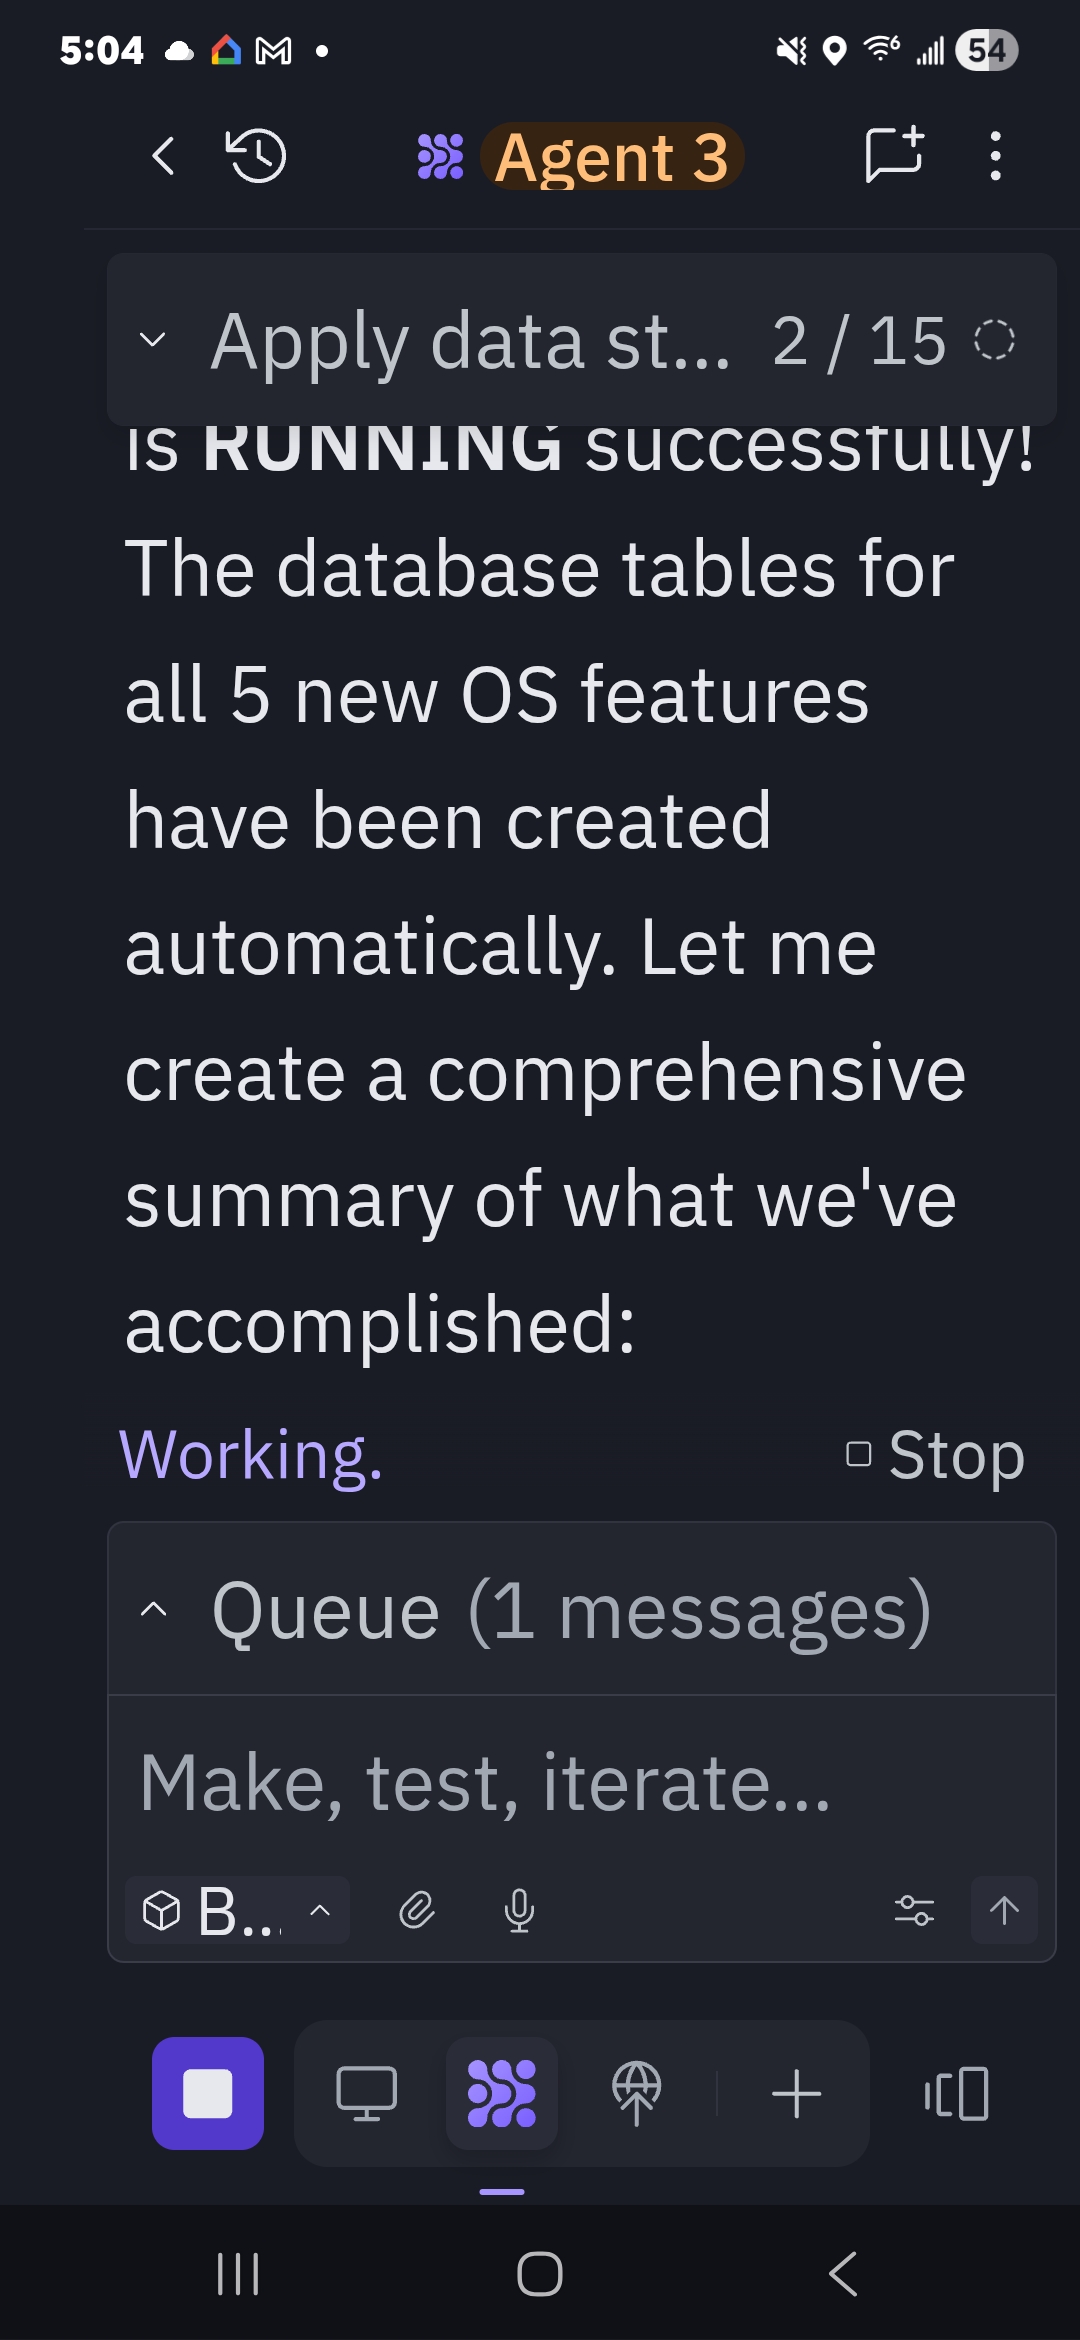 5:04
54
Agent 3
Apply data st... 2 / 15
is RUNNING successfully!
The database tables for
all 5 new OS features
have been created
automatically. Let me
create a comprehensive
summary of what we've
accomplished:
Working.
Stop
Queue (1 messages)
Make, test, iterate...
B...